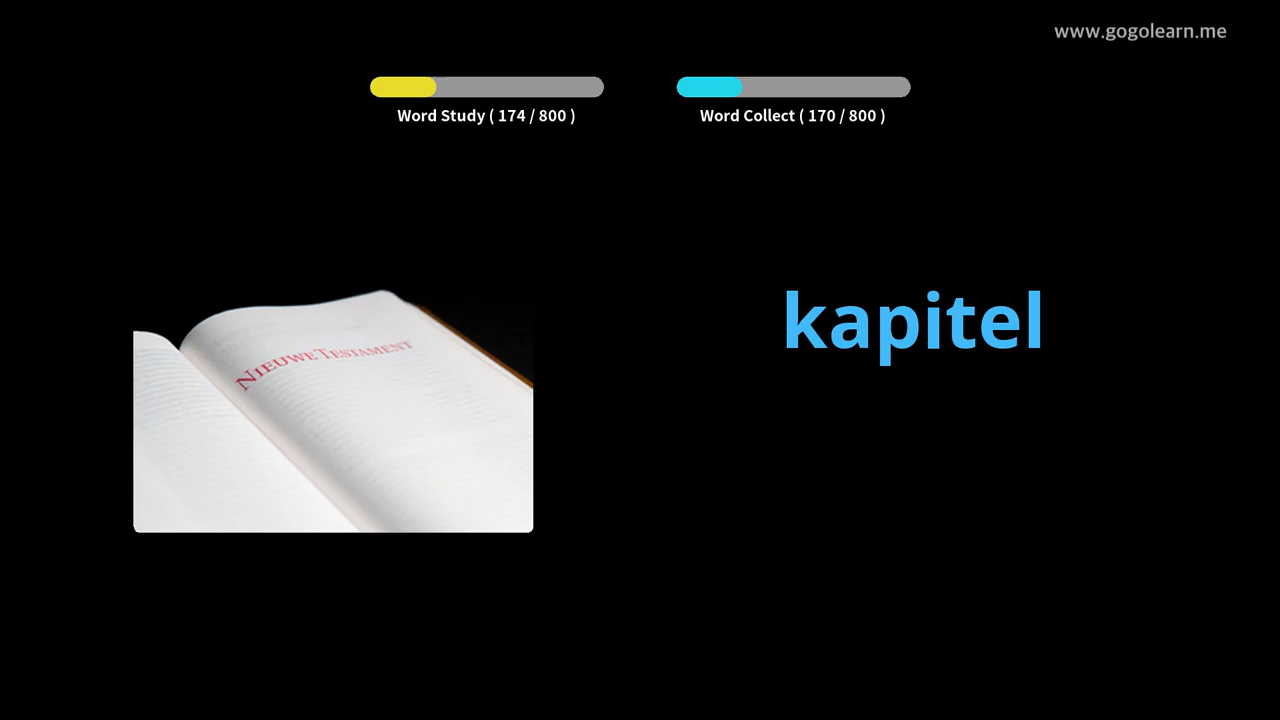 www.gogolearn.me
Word Study ( 174 / 800 )
Word Collect ( 170 / 800 )
kapitel
NIEUWE TESTAMENT